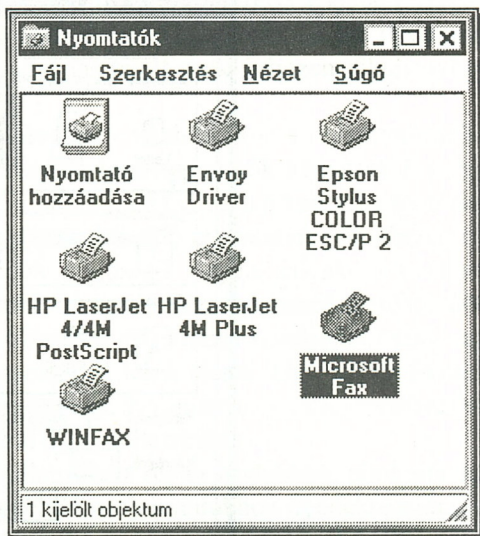 Nyomtatók
Fájl Szerkesztés Nézet Súgó
Nyomtató
hozzáadása
Envoy
Driver
Epson
Stylus
COLOR
ESC/P 2
HP LaserJet
4/4M
PostScript
HP LaserJet
4M Plus
Microsoft
Fax
WINFAX
1 kijelölt objektum